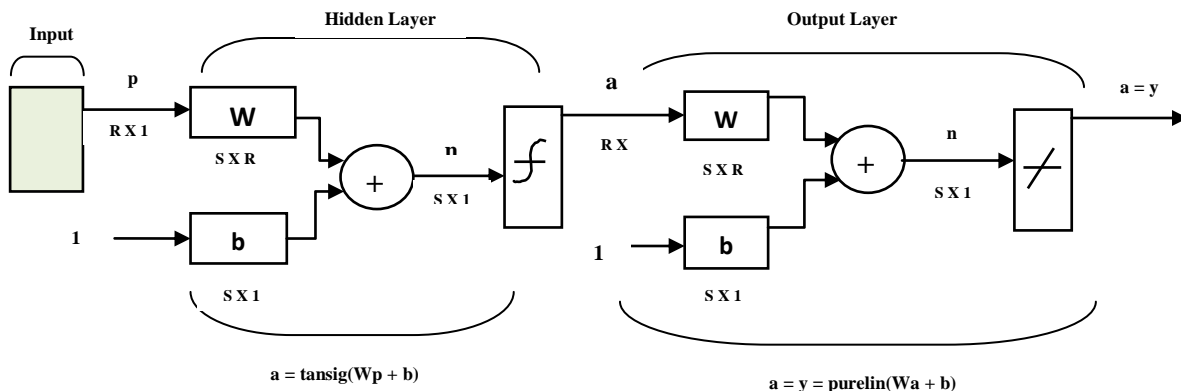 Hidden Layer
Output Layer
Input
p
R X 1
W
S X R
+
n
S X 1
1
b
S X 1
a
R X
W
S X R
+
n
S X 1
1
b
S X 1
a = y
a = tansig(Wp + b)
a = y = purelin(Wa + b)